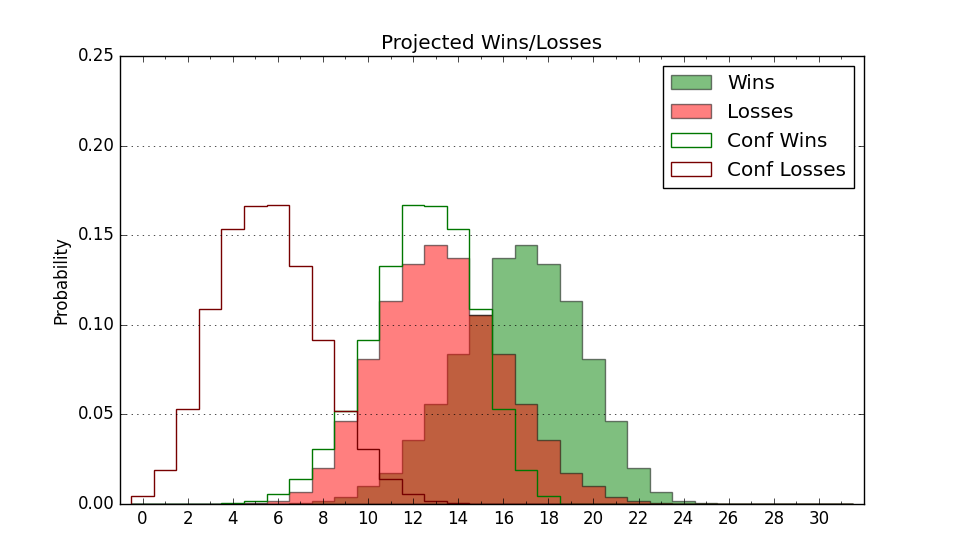 Projected Wins/Losses
0.25
0.20
0.15
0.10
0.05
0.00
Probability
Wins
Losses
Conf Wins
Conf Losses
0 2 4 6 8 10 12 14 16 18 20 22 24 26 28 30